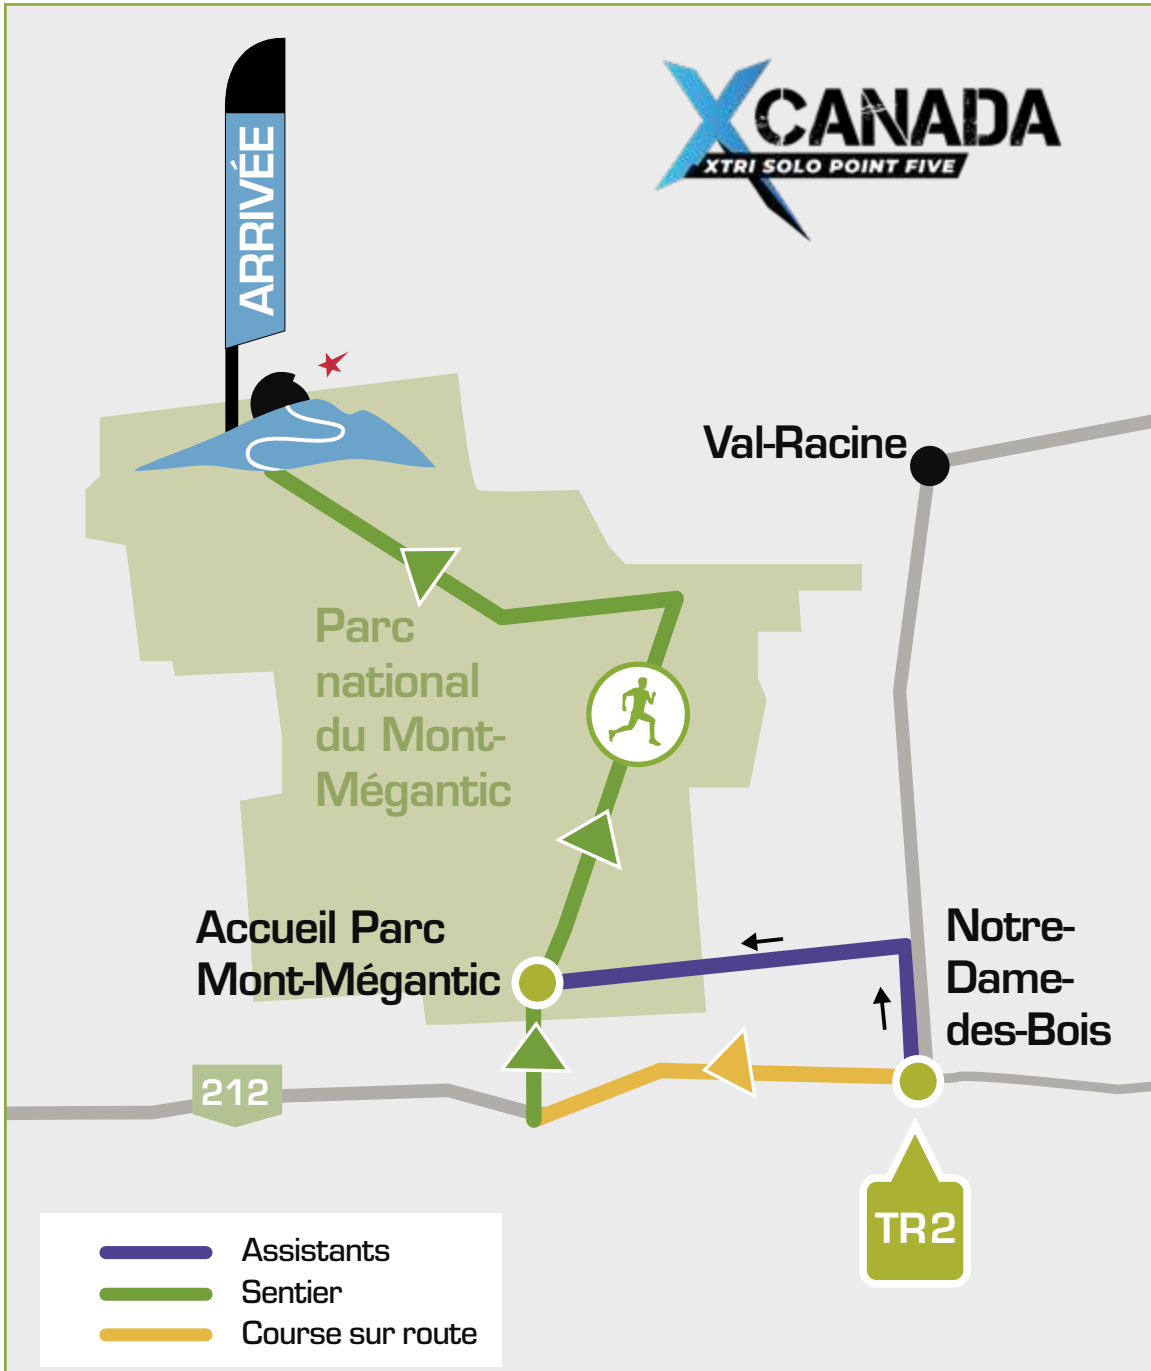 ARRIVÉE
XCANADA
XTRI SOLO POINT FIVE
Val-Racine
Parc
national
du Mont-
Mégantic
Accueil Parc
Mont-Mégantic
Notre-
Dame-
des-Bois
212
TR2
Assistants
Sentier
Course sur route